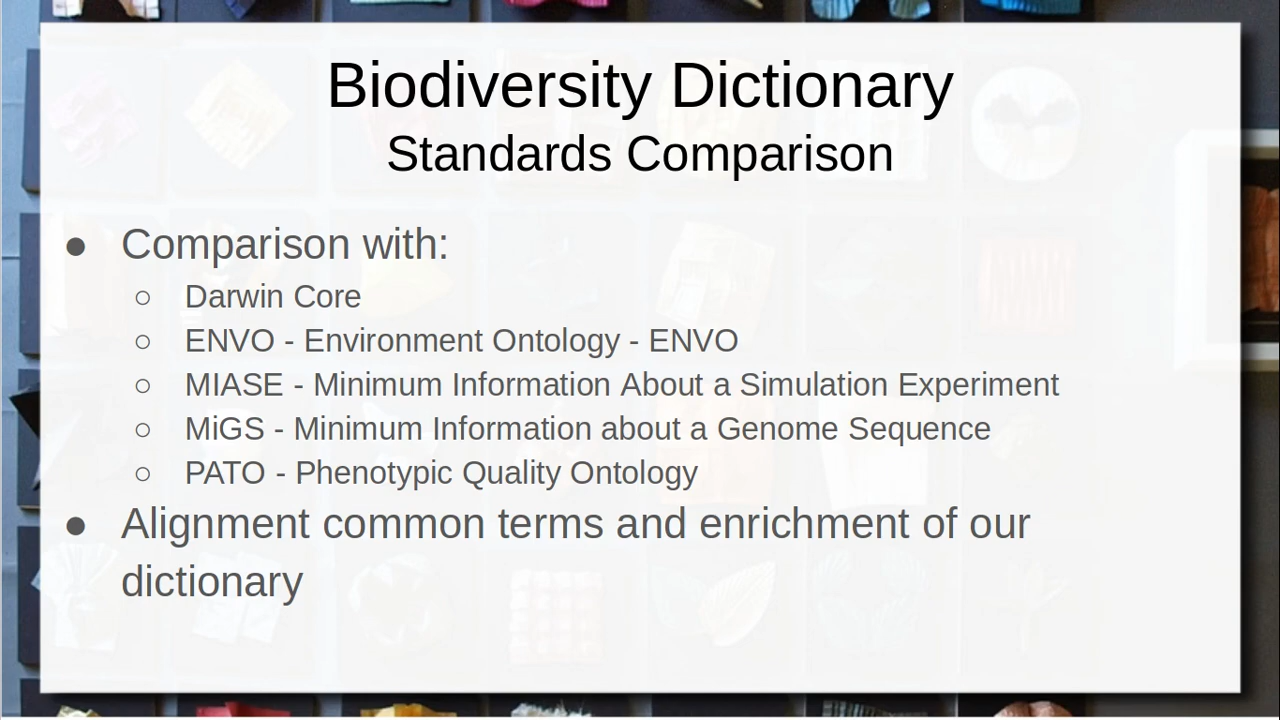 Biodiversity Dictionary
Standards Comparison
● Comparison with:
○ Darwin Core
○ ENVO - Environment Ontology - ENVO
○ MIASE - Minimum Information About a Simulation Experiment
○ MiGS - Minimum Information about a Genome Sequence
○ PATO - Phenotypic Quality Ontology
● Alignment common terms and enrichment of our
dictionary